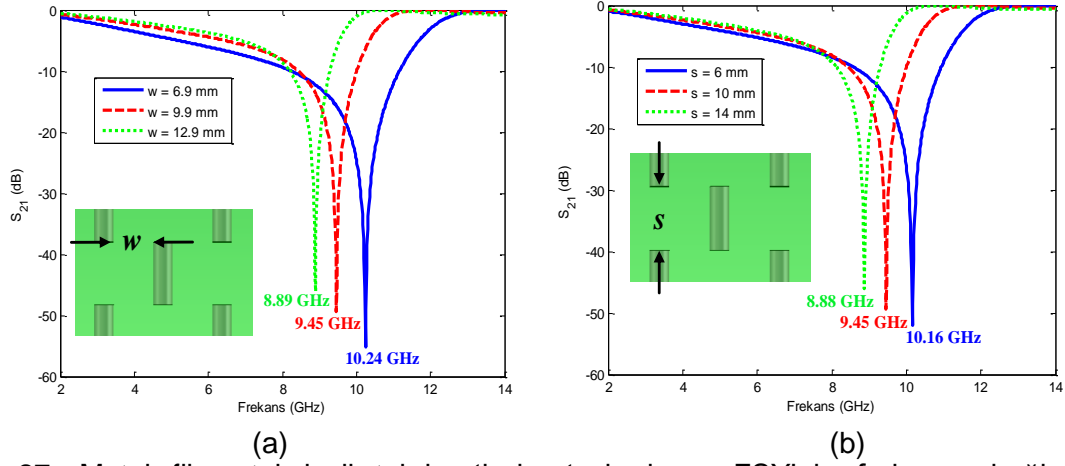 0
-10
-20
-30
-40
-50
-60
S21 (dB)
w = 6.9 mm
w = 9.9 mm
w = 12.9 mm
w
8.89 GHz
9.45 GHz
10.24 GHz
2 4 6 8 10 12 14
Frekans (GHz)
(a)
0
-10
-20
-30
-40
-50
-60
S21 (dB)
s = 6 mm
s = 10 mm
s = 14 mm
s
8.88 GHz
9.45 GHz
10.16 GHz
2 4 6 8 10 12 14
Frekans (GHz)
(b)